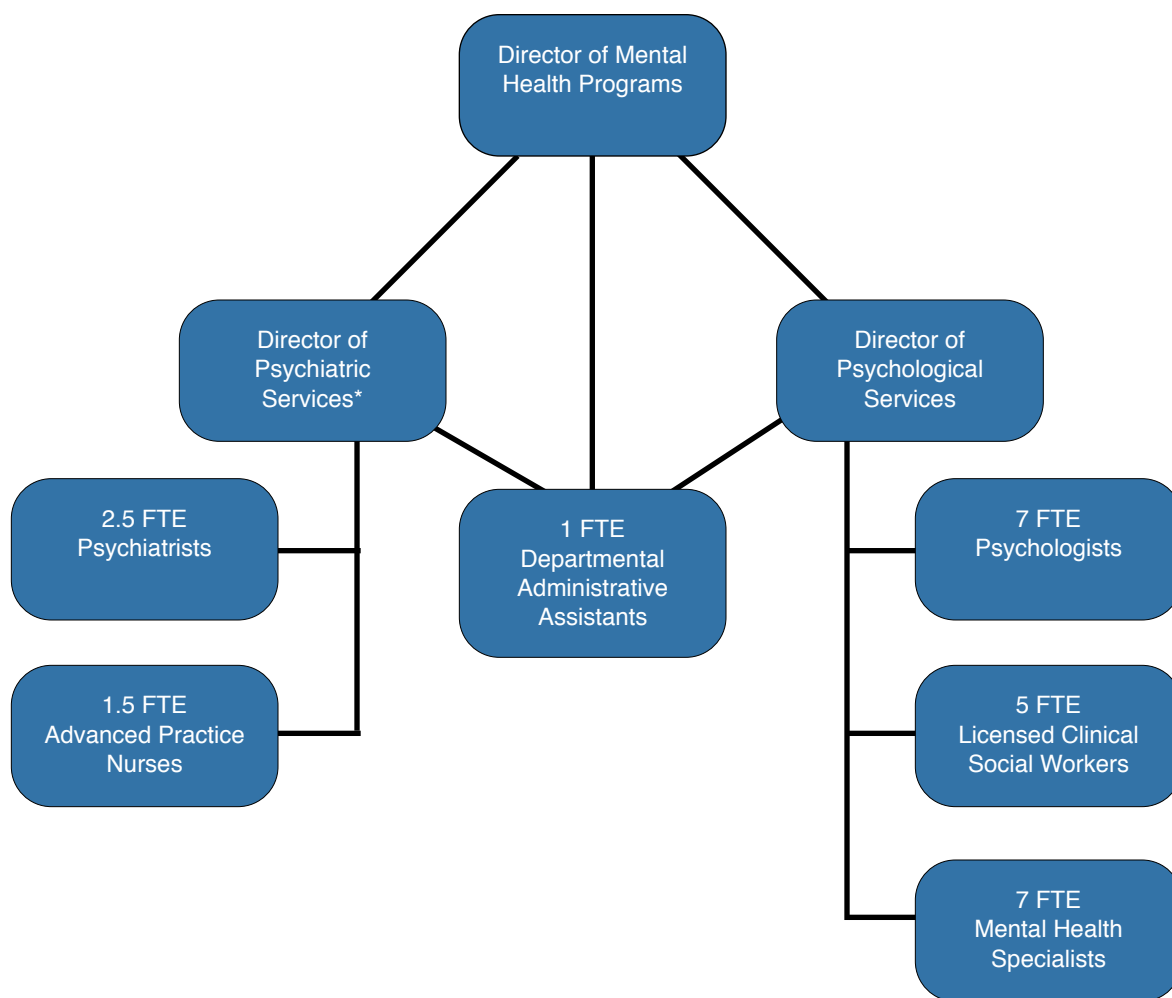 Director of Mental
Health Programs
Director of
Psychiatric
Services*
Director of
Psychological
Services
2.5 FTE
Psychiatrists
1 FTE
Departmental
Administrative
Assistants
7 FTE
Psychologists
1.5 FTE
Advanced Practice
Nurses
5 FTE
Licensed Clinical
Social Workers
7 FTE
Mental Health
Specialists